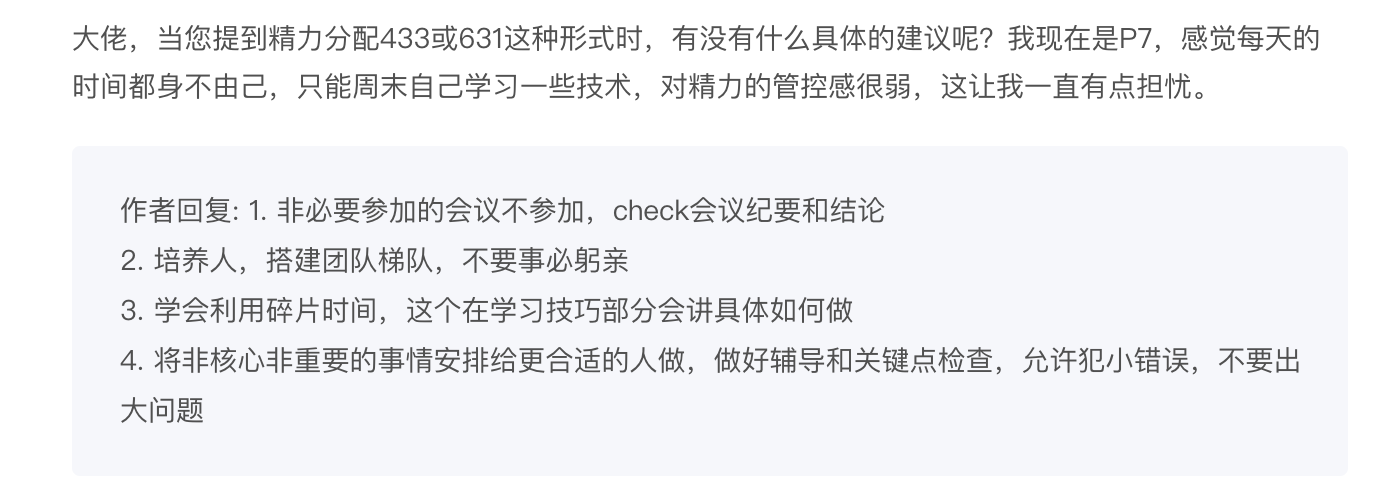 大佬，当您提到精力分配433或631这种形式时，有没有什么具体的建议呢？我现在是P7，感觉每天的
时间都身不由己，只能周末自己学习一些技术，对精力的管控感很弱，这让我一直有点担忧。
作者回复: 1. 非必要参加的会议不参加，check会议纪要和结论
2. 培养人，搭建团队梯队，不要事必躬亲
3. 学会利用碎片时间，这个在学习技巧部分会讲具体如何做
4. 将非核心非重要的事情安排给更合适的人做，做好辅导和关键点检查，允许犯小错误，不要出
大问题